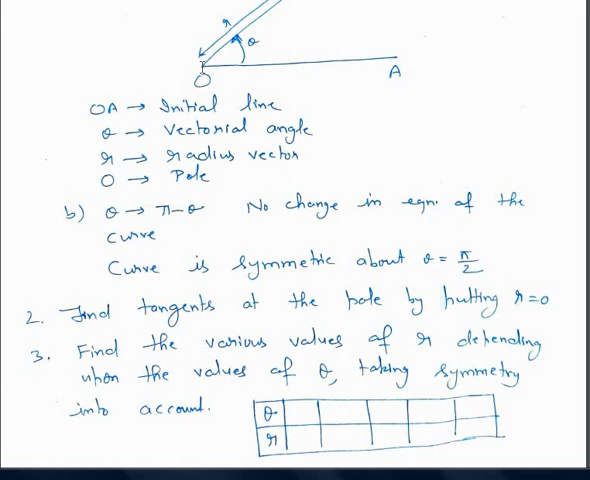 r
θ
O
A
OA → Initial line
θ → Vectorial angle
r → radius vector
O → Pole
b) θ → π-θ No change in eqn. of the
curve
Curve is symmetric about θ = π/2
2. Find tangents at the pole by putting r=0
3. Find the various values of r depending
upon the values of θ, taking symmetry
into account.
θ
r